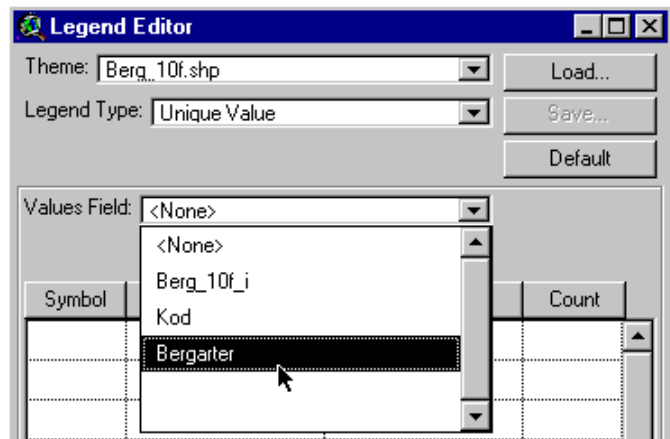 Legend Editor
Theme: Berg_10f.shp
Load...
Legend Type: Unique Value
Save...
Default
Values Field: <None>
<None>
Berg_10f_i
Symbol
Count
Kod
Bergarter